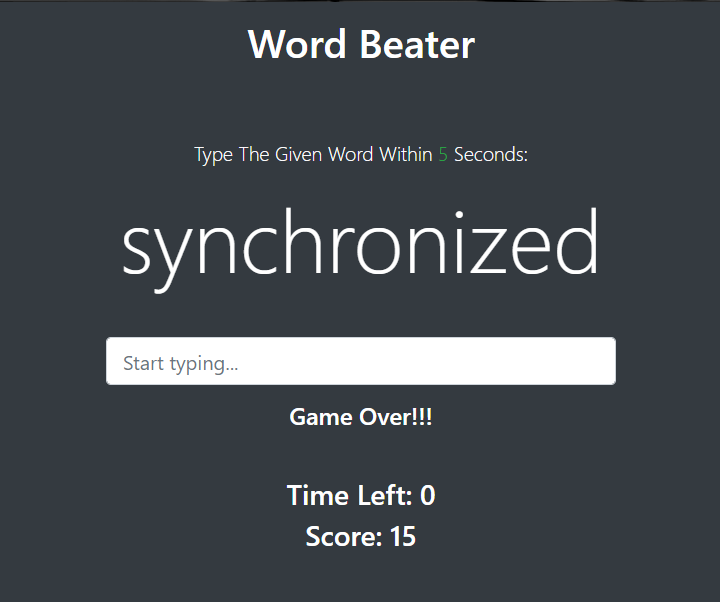 Word Beater
Type The Given Word Within 5 Seconds:
synchronized
Start typing...
Game Over!!!
Time Left: 0
Score: 15